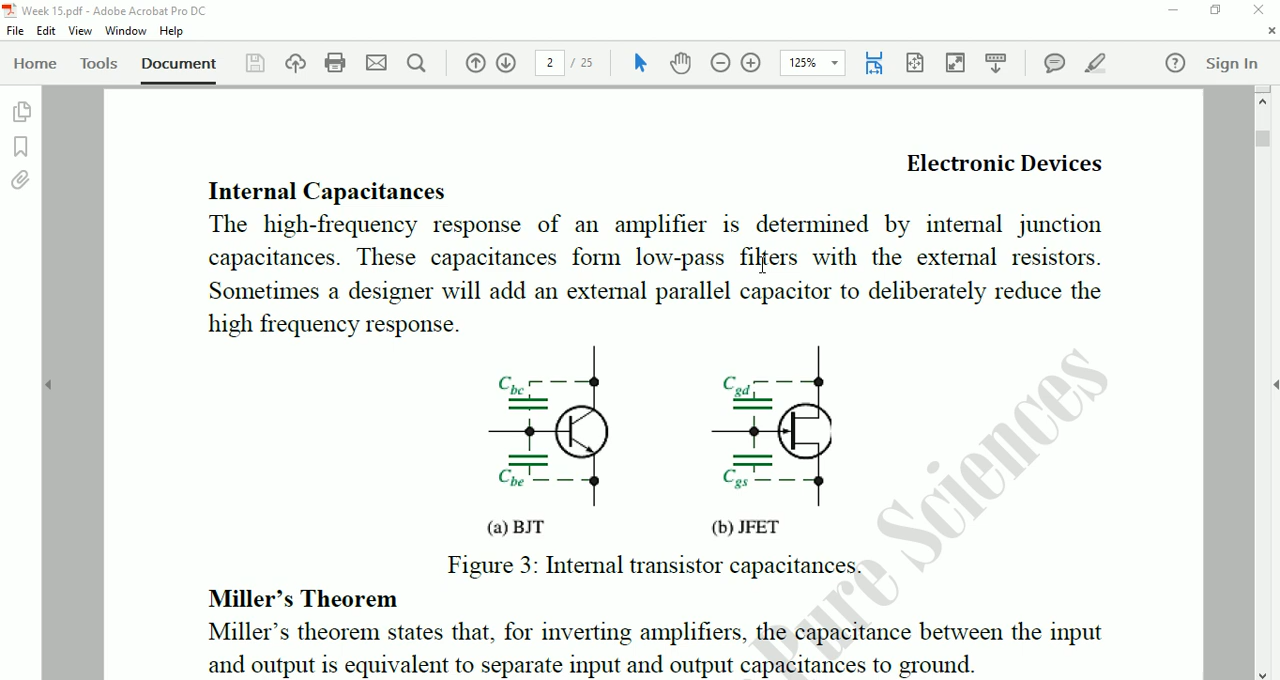 Week 15.pdf - Adobe Acrobat Pro DC
File Edit View Window Help
Home Tools Document 2 / 25 125% Sign In
Electronic Devices
Internal Capacitances
The high-frequency response of an amplifier is determined by internal junction
capacitances. These capacitances form low-pass filters with the external resistors.
Sometimes a designer will add an external parallel capacitor to deliberately reduce the
high frequency response.
Cbc Cgd
Cbe Cgs
(a) BJT (b) JFET
Figure 3: Internal transistor capacitances.
Miller's Theorem
Miller's theorem states that, for inverting amplifiers, the capacitance between the input
and output is equivalent to separate input and output capacitances to ground.
Pure Sciences